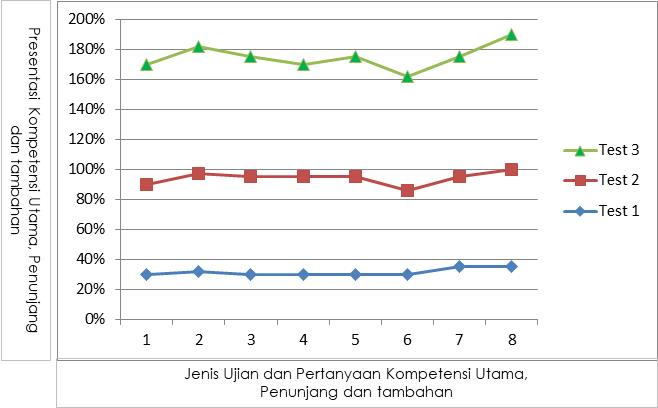 Presentasi Kompetensi Utama, Penunjang
dan tambahan
200%
180%
160%
140%
120%
100%
80%
60%
40%
20%
0%
1 2 3 4 5 6 7 8
Test 3
Test 2
Test 1
Jenis Ujian dan Pertanyaan Kompetensi Utama,
Penunjang dan tambahan